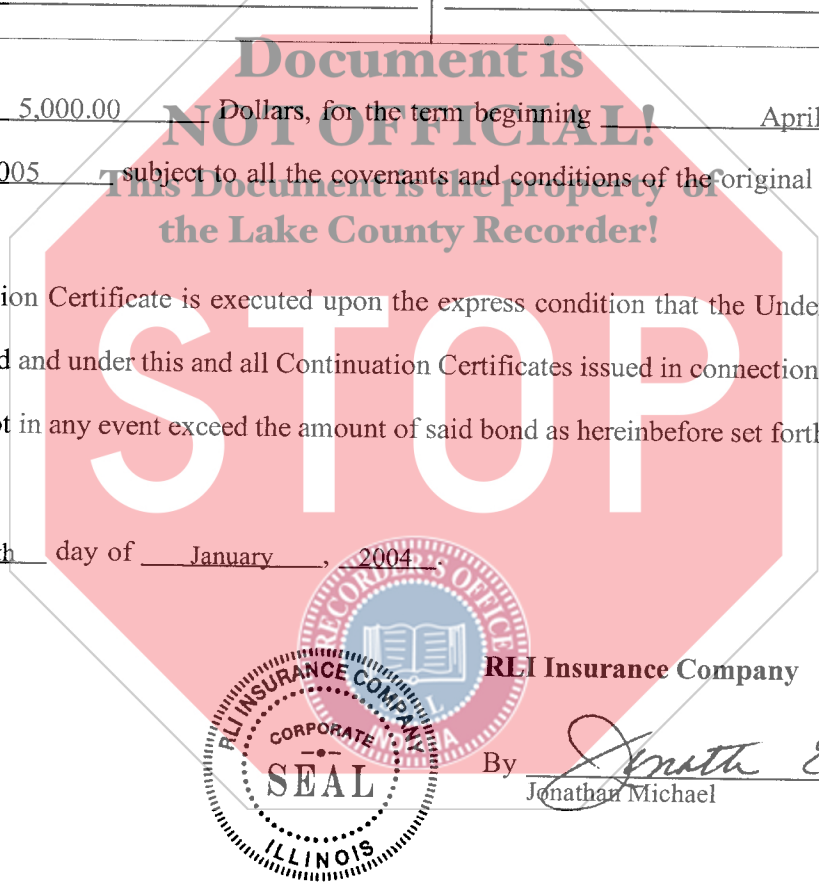 Document is
5,000.00 Dollars, for the term beginning April
NOT OFFICIAL!
005 subject to all the covenants and conditions of the original
This Document is the property of
the Lake County Recorder!
ion Certificate is executed upon the express condition that the Unde
STOP
d and under this and all Continuation Certificates issued in connection
t in any event exceed the amount of said bond as hereinbefore set forth
h day of January, 2004.
RECORDER'S OFFICE
RLI Insurance Company
RLI INSURANCE COMPANY
CORPORATE
SEAL
ILLINOIS
By
Jonathan Michael